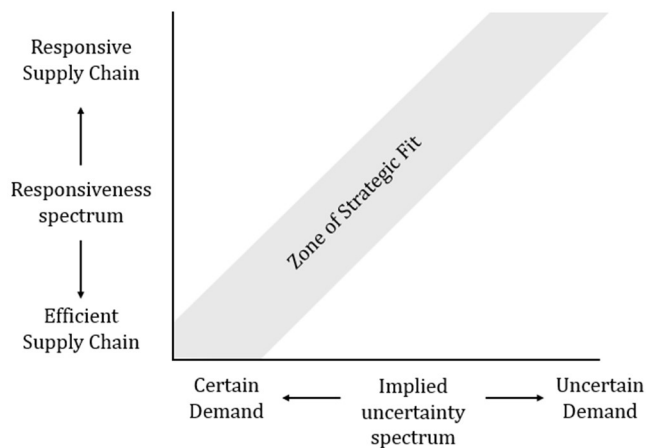 Responsive
Supply Chain
Responsiveness
spectrum
Efficient
Supply Chain
Zone of Strategic Fit
Certain
Demand
Implied
uncertainty
spectrum
Uncertain
Demand